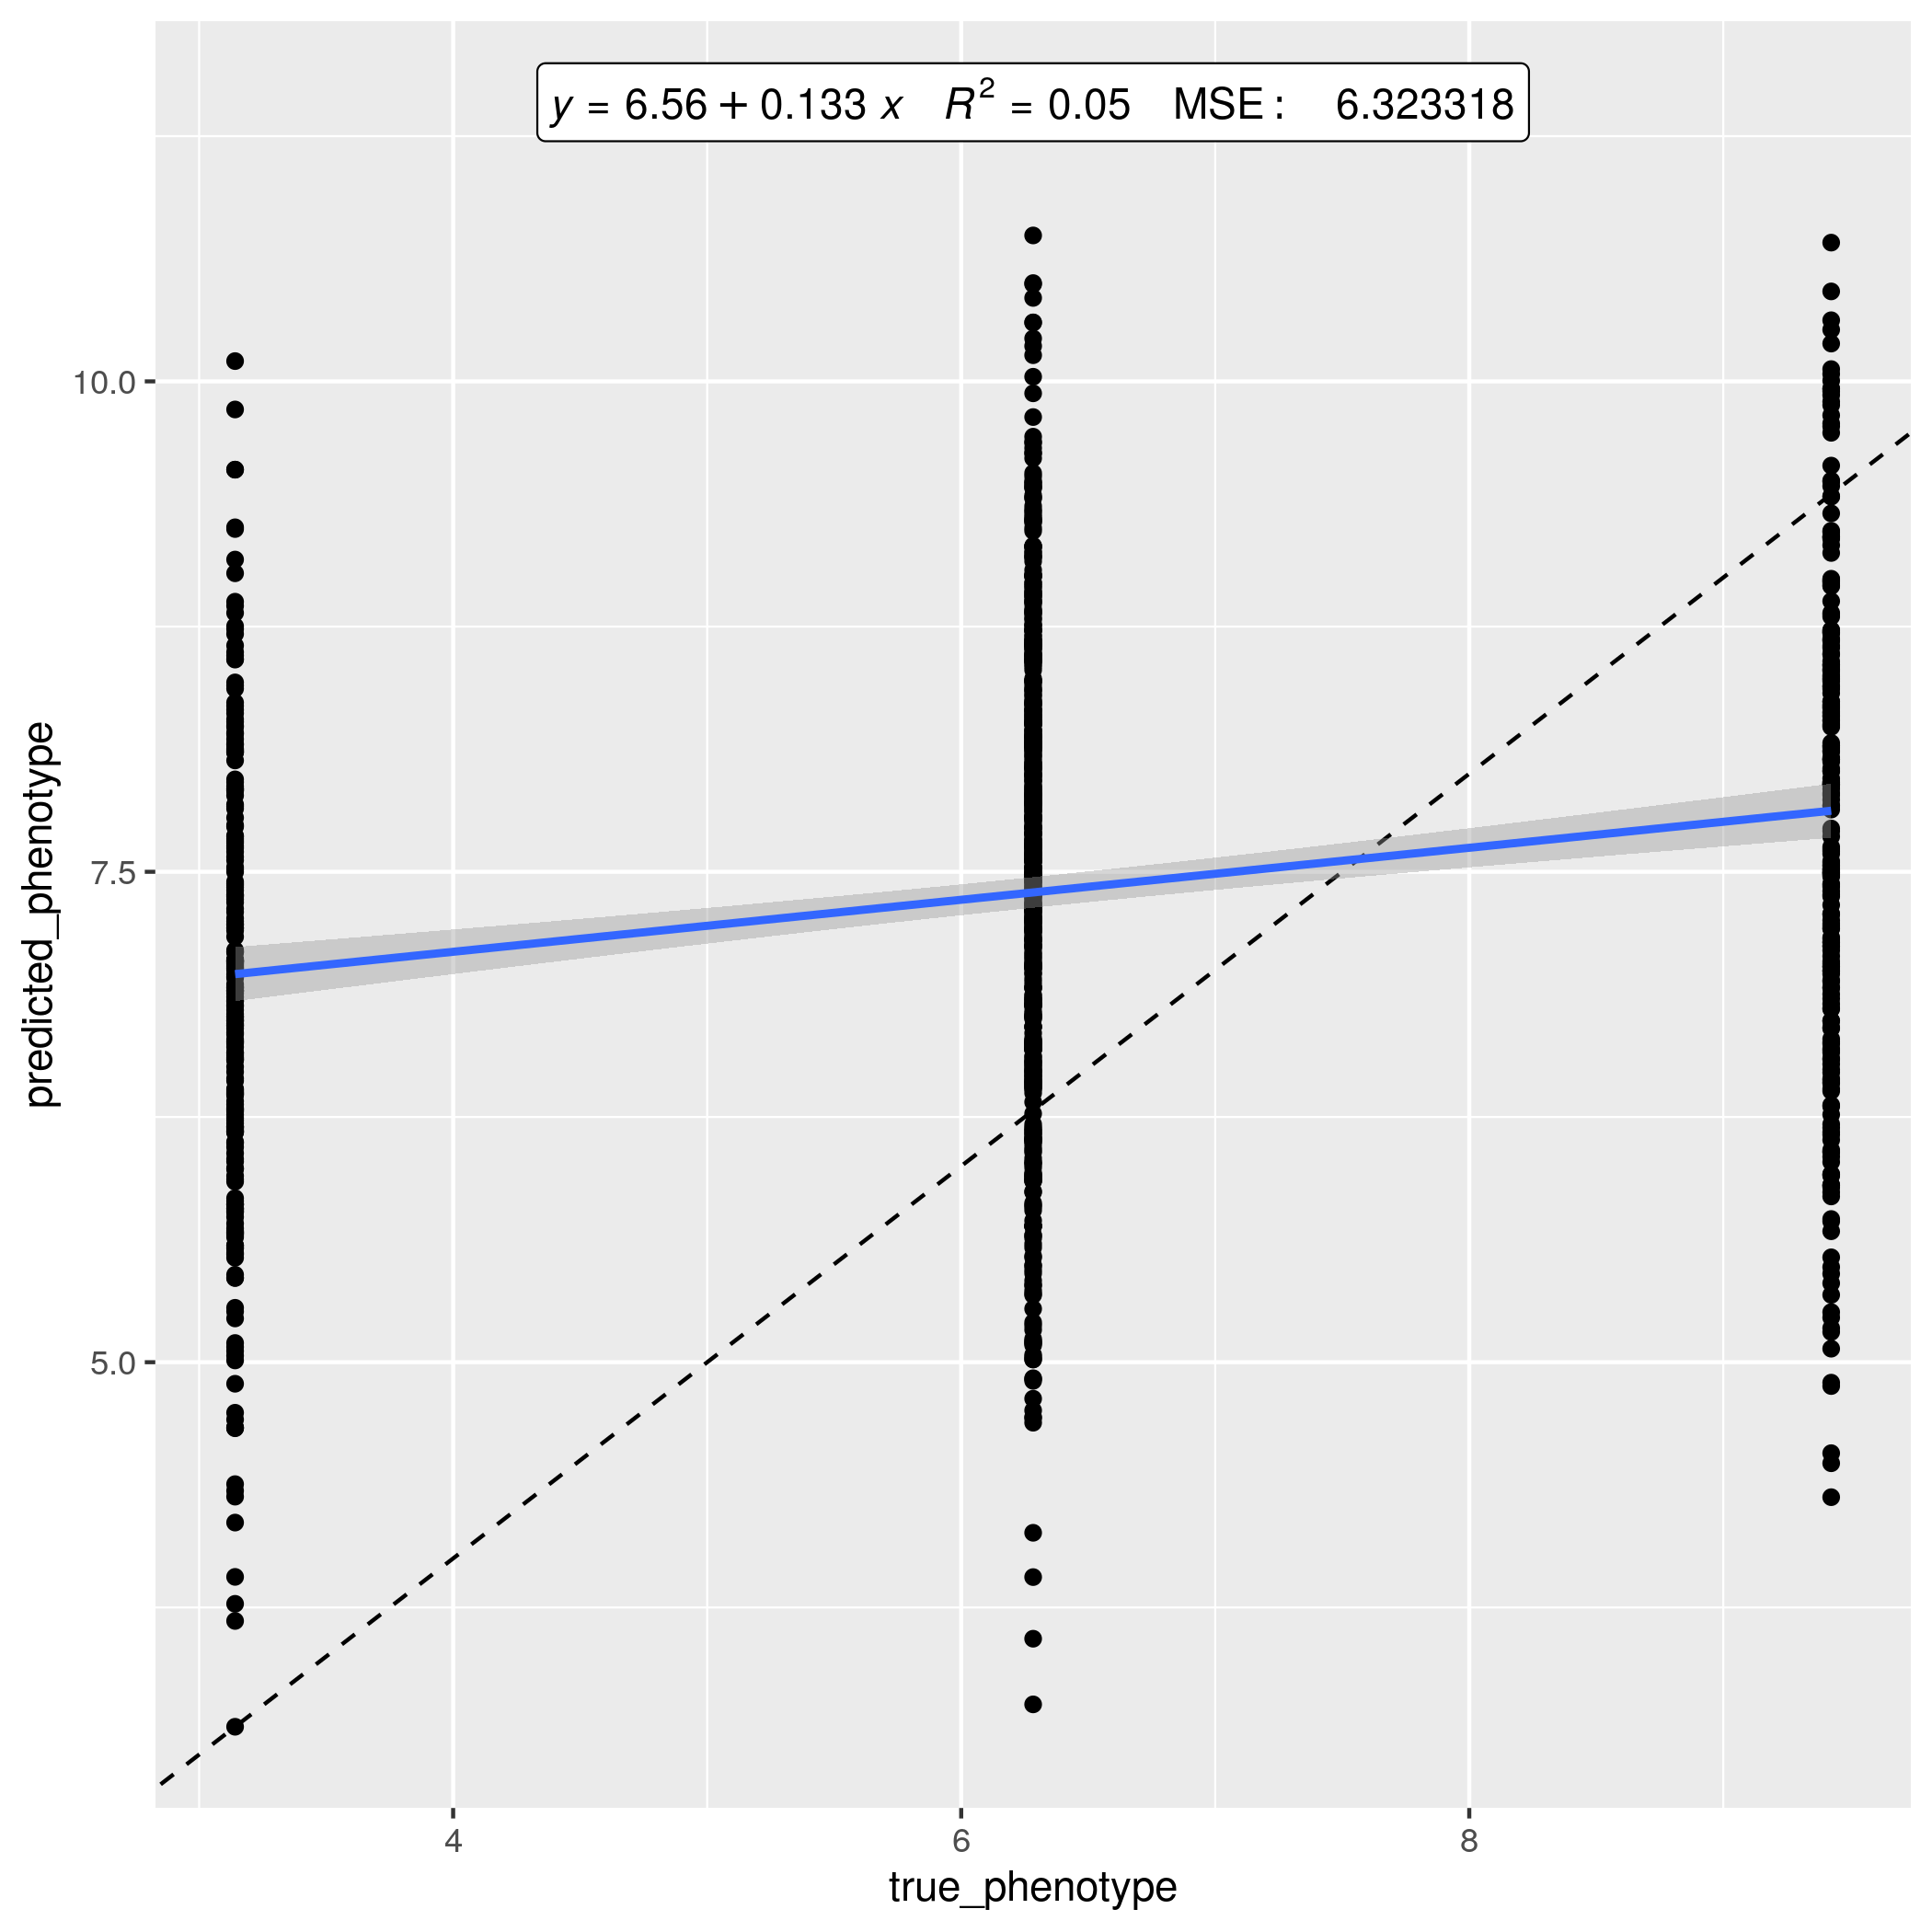 y = 6.56 + 0.133 x R² = 0.05 MSE: 6.323318
10.0
7.5
5.0
predicted_phenotype
4 6 8
true_phenotype